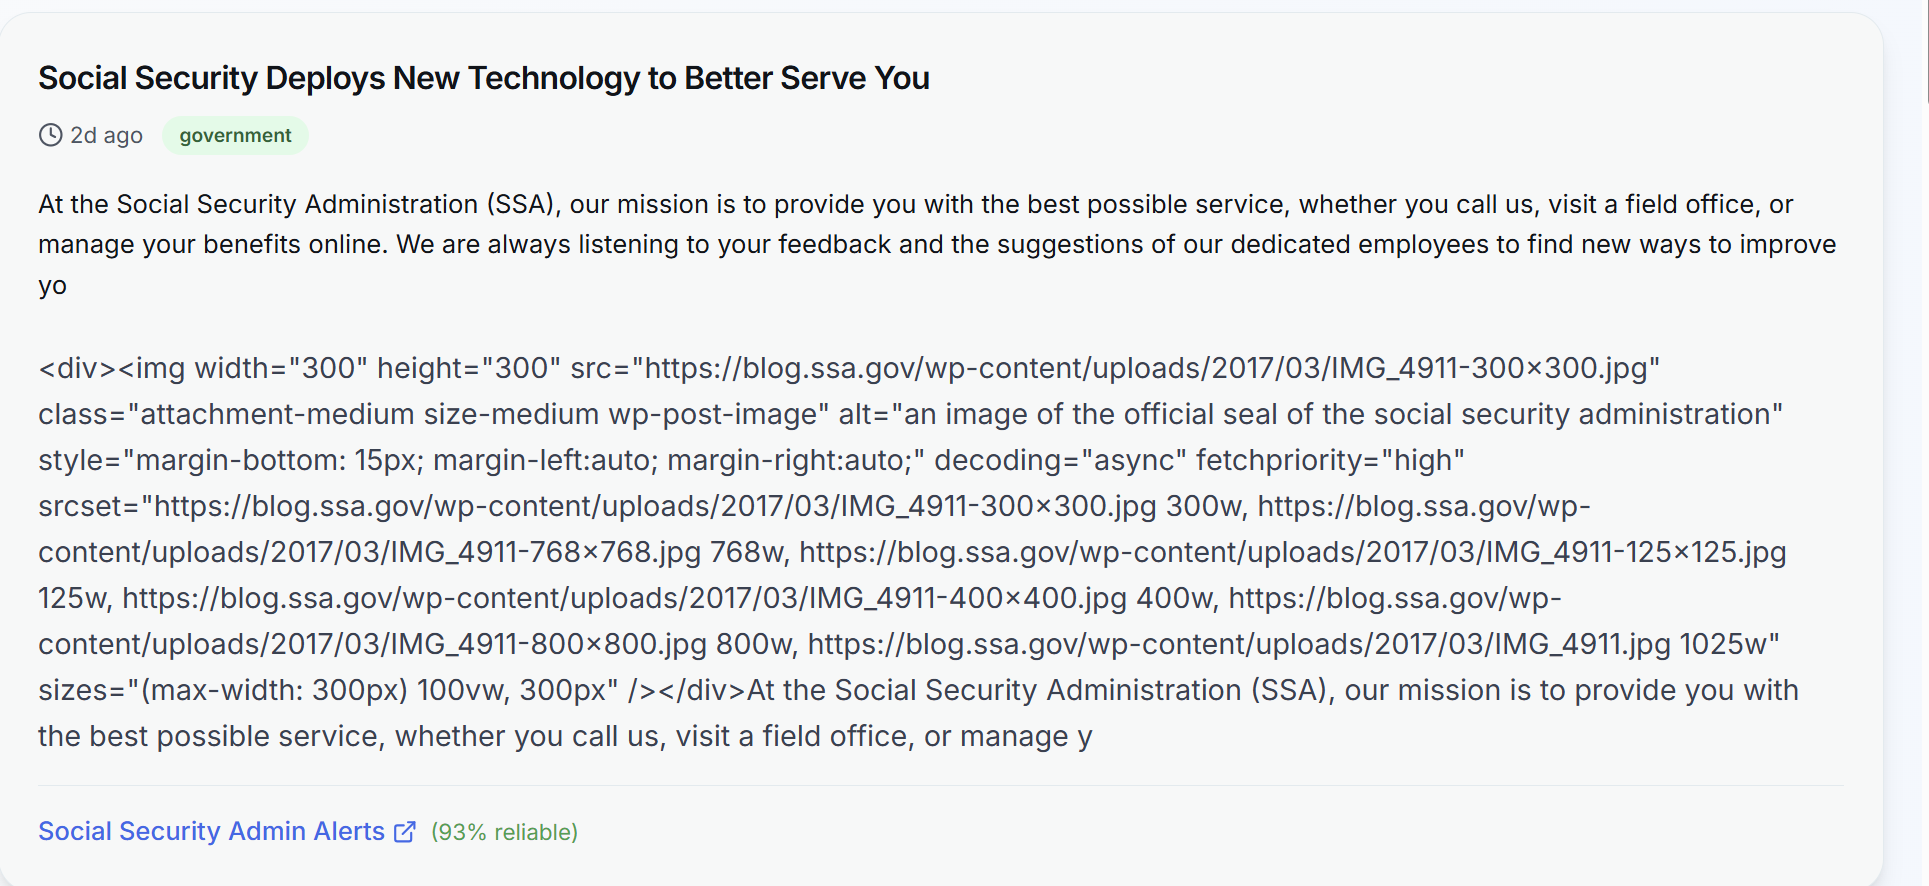 Social Security Deploys New Technology to Better Serve You
2d ago government
At the Social Security Administration (SSA), our mission is to provide you with the best possible service, whether you call us, visit a field office, or
manage your benefits online. We are always listening to your feedback and the suggestions of our dedicated employees to find new ways to improve
yo
<div><img width="300" height="300" src="https://blog.ssa.gov/wp-content/uploads/2017/03/IMG_4911-300×300.jpg"
class="attachment-medium size-medium wp-post-image" alt="an image of the official seal of the social security administration"
style="margin-bottom: 15px; margin-left:auto; margin-right:auto;" decoding="async" fetchpriority="high"
srcset="https://blog.ssa.gov/wp-content/uploads/2017/03/IMG_4911-300×300.jpg 300w, https://blog.ssa.gov/wp-
content/uploads/2017/03/IMG_4911-768×768.jpg 768w, https://blog.ssa.gov/wp-content/uploads/2017/03/IMG_4911-125×125.jpg
125w, https://blog.ssa.gov/wp-content/uploads/2017/03/IMG_4911-400×400.jpg 400w, https://blog.ssa.gov/wp-
content/uploads/2017/03/IMG_4911-800×800.jpg 800w, https://blog.ssa.gov/wp-content/uploads/2017/03/IMG_4911.jpg 1025w"
sizes="(max-width: 300px) 100vw, 300px" /></div>At the Social Security Administration (SSA), our mission is to provide you with
the best possible service, whether you call us, visit a field office, or manage y
Social Security Admin Alerts (93% reliable)